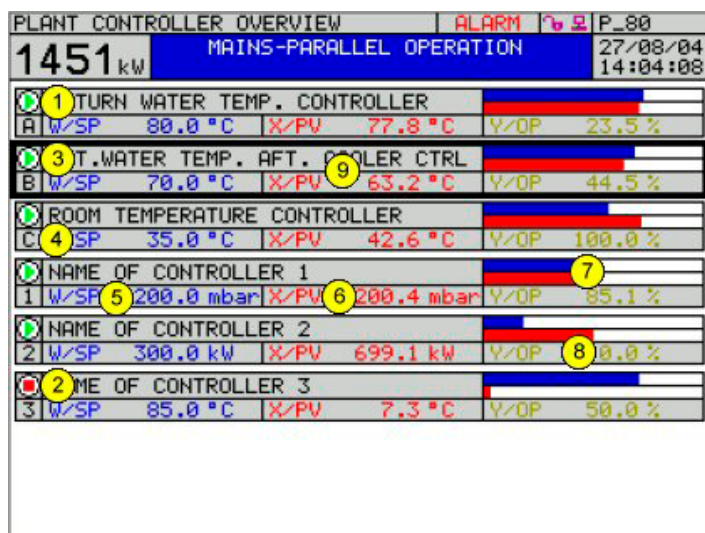 PLANT CONTROLLER OVERVIEW ALARM P_80
1451 kW MAINS-PARALLEL OPERATION 27/08/04
14:04:08
1 TURN WATER TEMP. CONTROLLER
A W/SP 80.0 °C X/PV 77.8 °C Y/OP 23.5 %
3 T.WATER TEMP. AFT. COOLER CTRL
9
B W/SP 70.0 °C X/PV 63.2 °C Y/OP 44.5 %
ROOM TEMPERATURE CONTROLLER
C 4 SP 35.0 °C X/PV 42.6 °C Y/OP 100.0 %
NAME OF CONTROLLER 1 7
1 W/SP 5 200.0 mbar X/PV 6 200.4 mbar Y/OP 85.1 %
NAME OF CONTROLLER 2
2 W/SP 300.0 kW X/PV 699.1 kW Y/OP 8 0.0 %
2 ME OF CONTROLLER 3
3 W/SP 85.0 °C X/PV 7.3 °C Y/OP 50.0 %